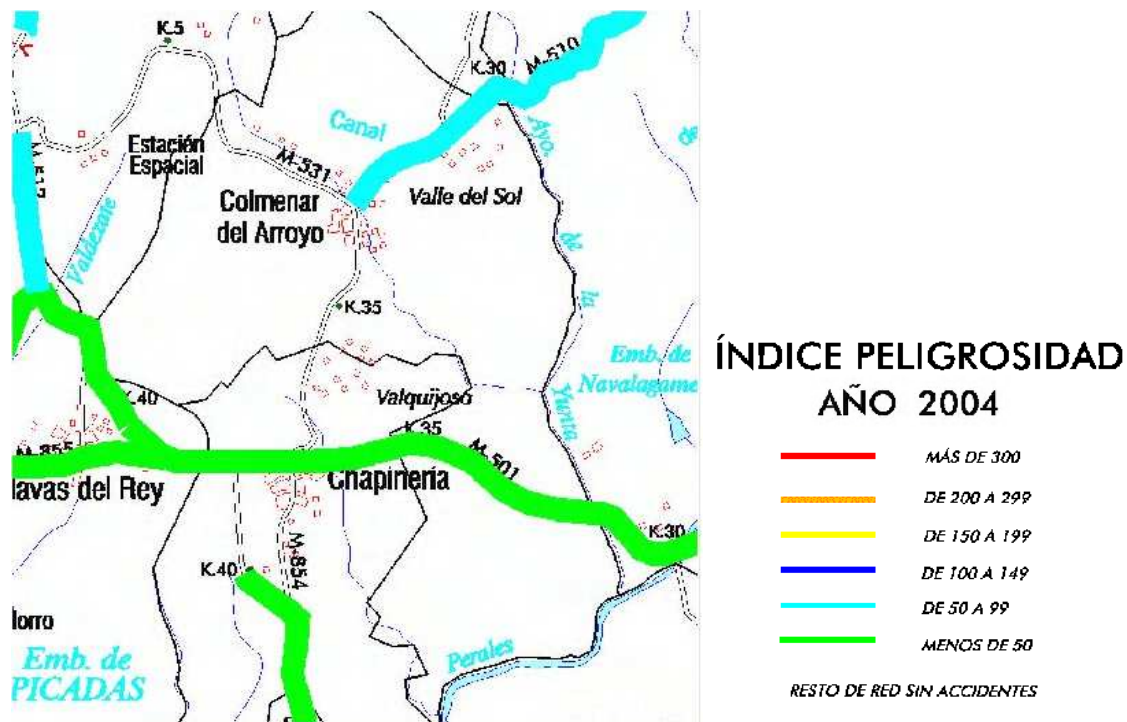 K.5
M-510
K.30
Canal
Estación
Espacial
M-531
Ayo.
M-512
Colmenar
del Arroyo
Valle del Sol
Valdezate
de
la
K.35
ÍNDICE PELIGROSIDAD
AÑO 2004
Emb. de
Navalagame
Yunta
Valquijoso
K.40
K.35
M-855
M-501
MÁS DE 300
Chapinería
lavas del Rey
DE 200 A 299
K.30
DE 150 A 199
K.40
M-854
DE 100 A 149
DE 50 A 99
lorro
MENOS DE 50
Emb. de
PICADAS
Perales
RESTO DE RED SIN ACCIDENTES